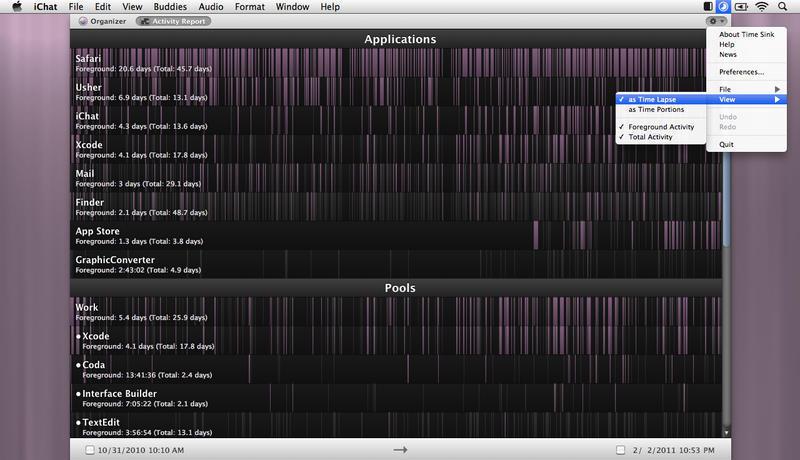 iChat File Edit View Buddies Audio Format Window Help
Organizer Activity Report
Applications
Safari
Foreground: 20.6 days (Total: 45.7 days)
Usher
Foreground: 6.9 days (Total: 13.1 days)
iChat
Foreground: 4.3 days (Total: 13.6 days)
Xcode
Foreground: 4.1 days (Total: 17.8 days)
Mail
Foreground: 3 days (Total: 29.1 days)
Finder
Foreground: 2.1 days (Total: 48.7 days)
App Store
Foreground: 1.3 days (Total: 3.8 days)
GraphicConverter
Foreground: 2:43:02 (Total: 4.9 days)
Pools
Work
Foreground: 5.4 days (Total: 25.9 days)
• Xcode
Foreground: 4.1 days (Total: 17.8 days)
• Coda
Foreground: 13:41:36 (Total: 2.4 days)
• Interface Builder
Foreground: 7:05:22 (Total: 2.1 days)
• TextEdit
Foreground: 3:56:54 (Total: 13.1 days)
10/31/2010 10:10 AM
2/ 2/2011 10:53 PM
About Time Sink
Help
News
Preferences...
File
View
Undo
Redo
Quit
✓ as Time Lapse
as Time Portions
✓ Foreground Activity
✓ Total Activity